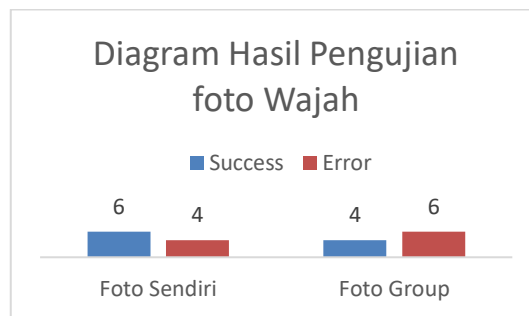 Diagram Hasil Pengujian
foto Wajah
Success Error
6 4 4 6
Foto Sendiri Foto Group